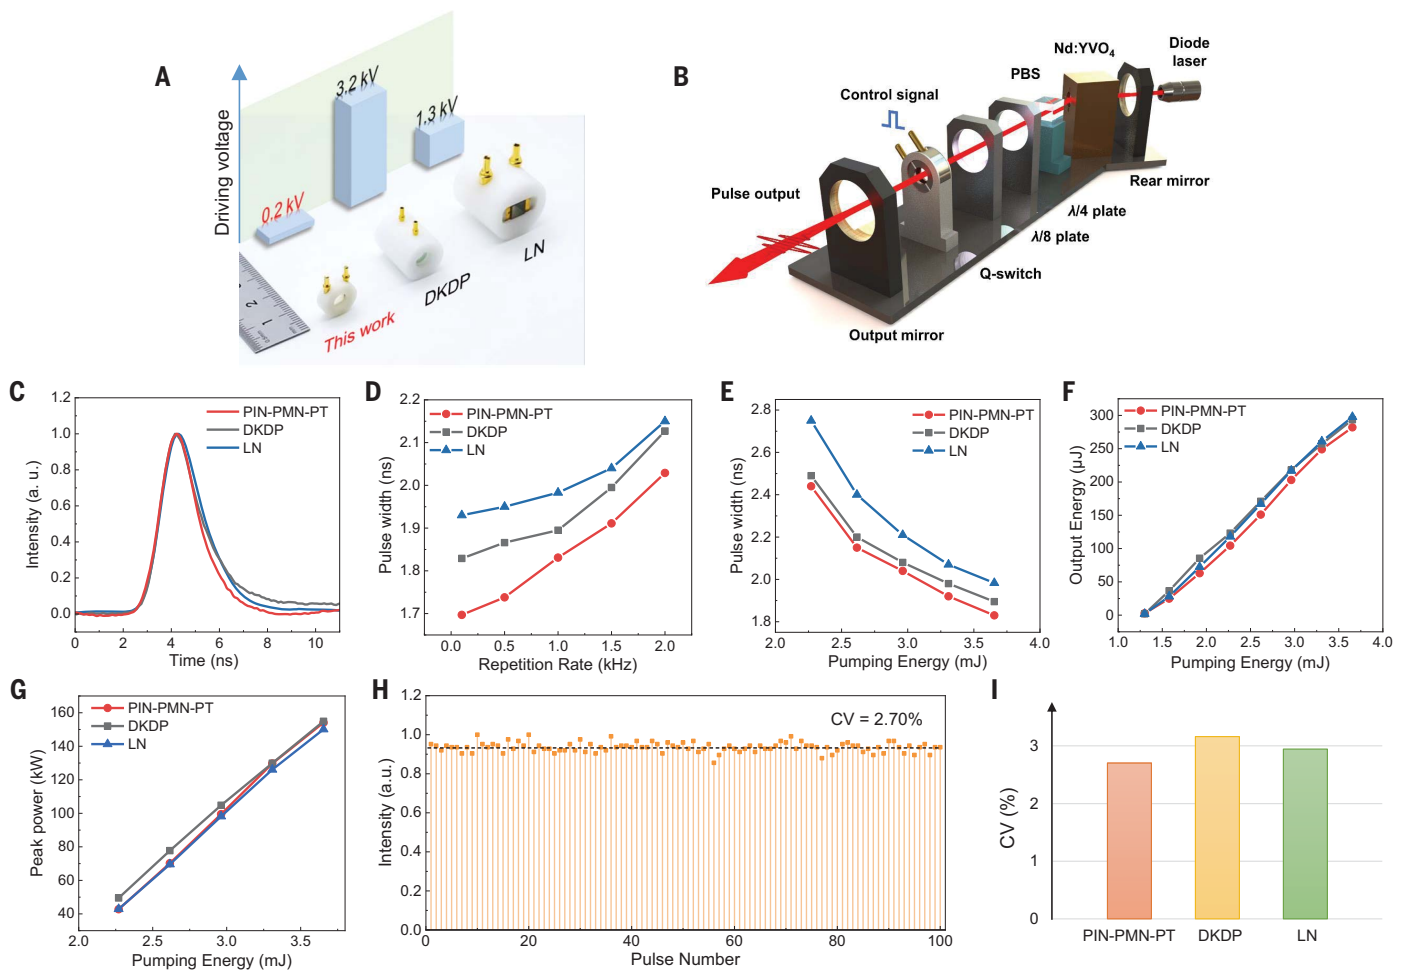 A
Driving voltage
0.2 kV
3.2 kV
1.3 kV
This work
DKDP
LN
1
2
B
Control signal
Pulse output
PBS
Nd:YVO4
Diode
laser
Rear mirror
λ/4 plate
λ/8 plate
Q-switch
Output mirror
C
Intensity (a. u.)
1.2
1.0
0.8
0.6
0.4
0.2
0.0
PIN-PMN-PT
DKDP
LN
0 2 4 6 8 10
Time (ns)
D
Pulse width (ns)
2.2
2.1
2.0
1.9
1.8
1.7
PIN-PMN-PT
DKDP
LN
0.0 0.5 1.0 1.5 2.0
Repetition Rate (kHz)
E
Pulse width (ns)
2.8
2.6
2.4
2.2
2.0
1.8
PIN-PMN-PT
DKDP
LN
2.0 2.5 3.0 3.5 4.0
Pumping Energy (mJ)
F
Output Energy (μJ)
300
250
200
150
100
50
0
PIN-PMN-PT
DKDP
LN
1.0 1.5 2.0 2.5 3.0 3.5 4.0
Pumping Energy (mJ)
G
Peak power (kW)
160
140
120
100
80
60
40
PIN-PMN-PT
DKDP
LN
2.0 2.5 3.0 3.5
Pumping Energy (mJ)
H
Intensity (a.u.)
1.2
1.0
0.8
0.6
0.4
0.2
0.0
CV = 2.70%
0 20 40 60 80 100
Pulse Number
I
CV (%)
3
2
1
0
PIN-PMN-PT DKDP LN